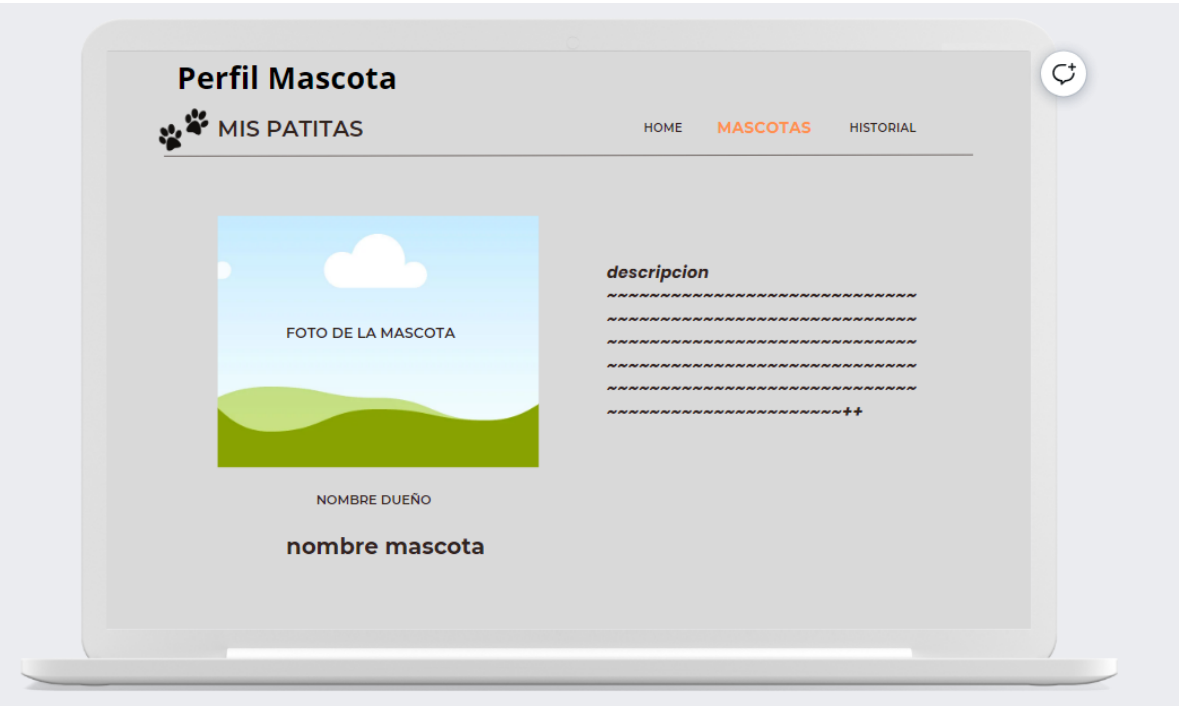 Perfil Mascota
MIS PATITAS
HOME MASCOTAS HISTORIAL
FOTO DE LA MASCOTA
NOMBRE DUEÑO
nombre mascota
descripcion
~~~~~~~~~~~~~~~~~~~~~~~~~~~~~
~~~~~~~~~~~~~~~~~~~~~~~~~~~~~
~~~~~~~~~~~~~~~~~~~~~~~~~~~~~
~~~~~~~~~~~~~~~~~~~~~~~~~~~~~
~~~~~~~~~~~~~~~~~~~~~~~~~~~~~
~~~~~~~~~~~~~~~~~~~~~~++